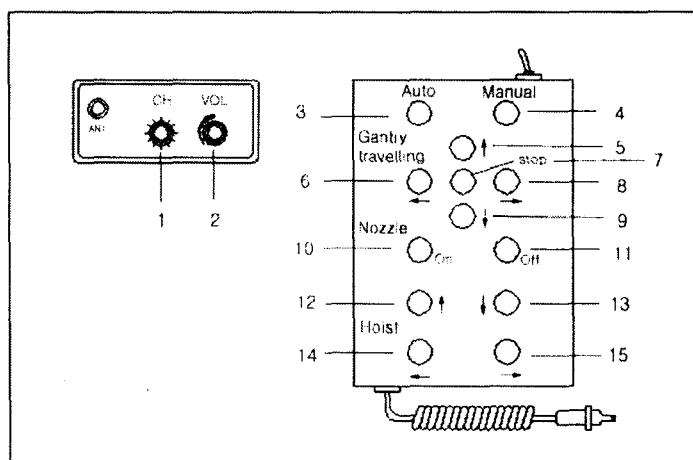 CH VOL
ANT
1 2
Auto Manual
3 4
Gantry
travelling
5
stop 7
6 8
9
Nozzle
10 On Off 11
12 13
Hoist
14 15